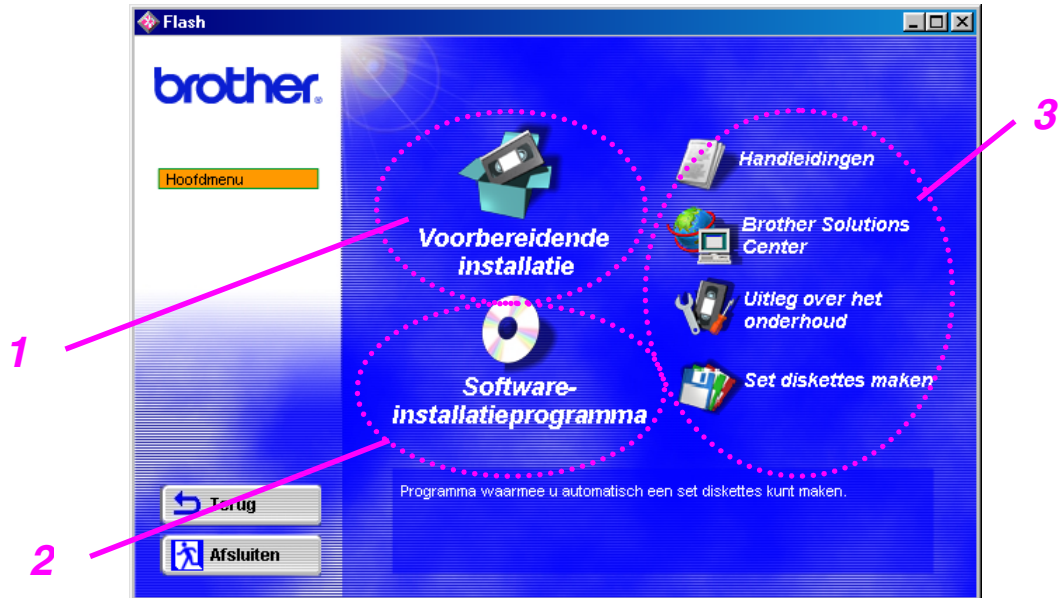 Flash
brother.
Hoofdmenu
Voorbereidende
installatie
Software-
installatieprogramma
Handleidingen
Brother Solutions
Center
Uitleg over het
onderhoud
Set diskettes maken
Programma waarmee u automatisch een set diskettes kunt maken.
Terug
Afsluiten
1
2
3